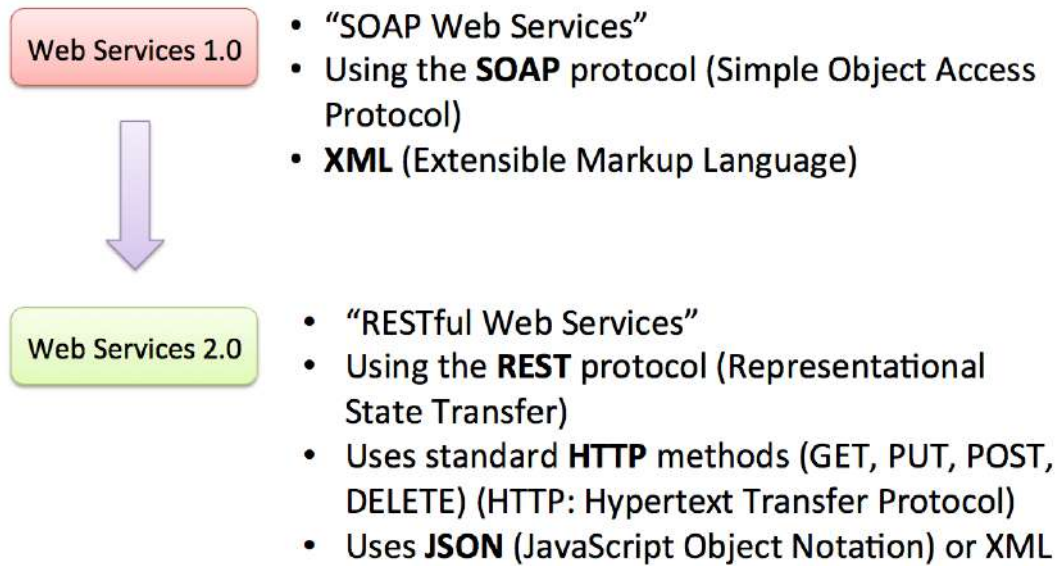 Web Services 1.0
• “SOAP Web Services”
• Using the SOAP protocol (Simple Object Access
Protocol)
• XML (Extensible Markup Language)
Web Services 2.0
• “RESTful Web Services”
• Using the REST protocol (Representational
State Transfer)
• Uses standard HTTP methods (GET, PUT, POST,
DELETE) (HTTP: Hypertext Transfer Protocol)
• Uses JSON (JavaScript Object Notation) or XML